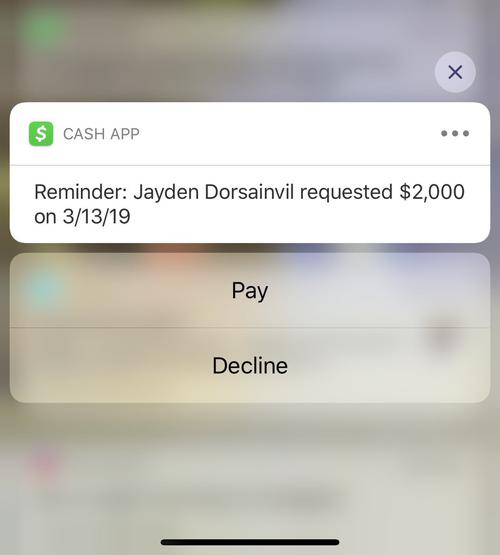 CASH APP
Reminder: Jayden Dorsainvil requested $2,000
on 3/13/19
Pay
Decline